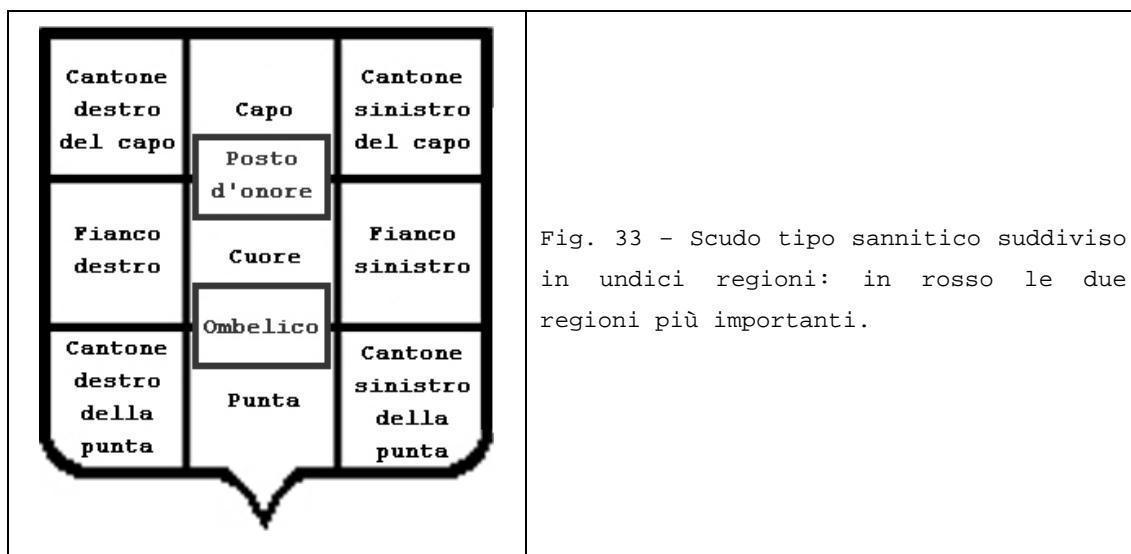 Cantone
destro
del capo
Capo
Cantone
sinistro
del capo
Posto
d'onore
Fianco
destro
Cuore
Fianco
sinistro
Ombelico
Cantone
destro
della
punta
Punta
Cantone
sinistro
della
punta
Fig. 33 – Scudo tipo sannitico suddiviso
in undici regioni: in rosso le due
regioni più importanti.